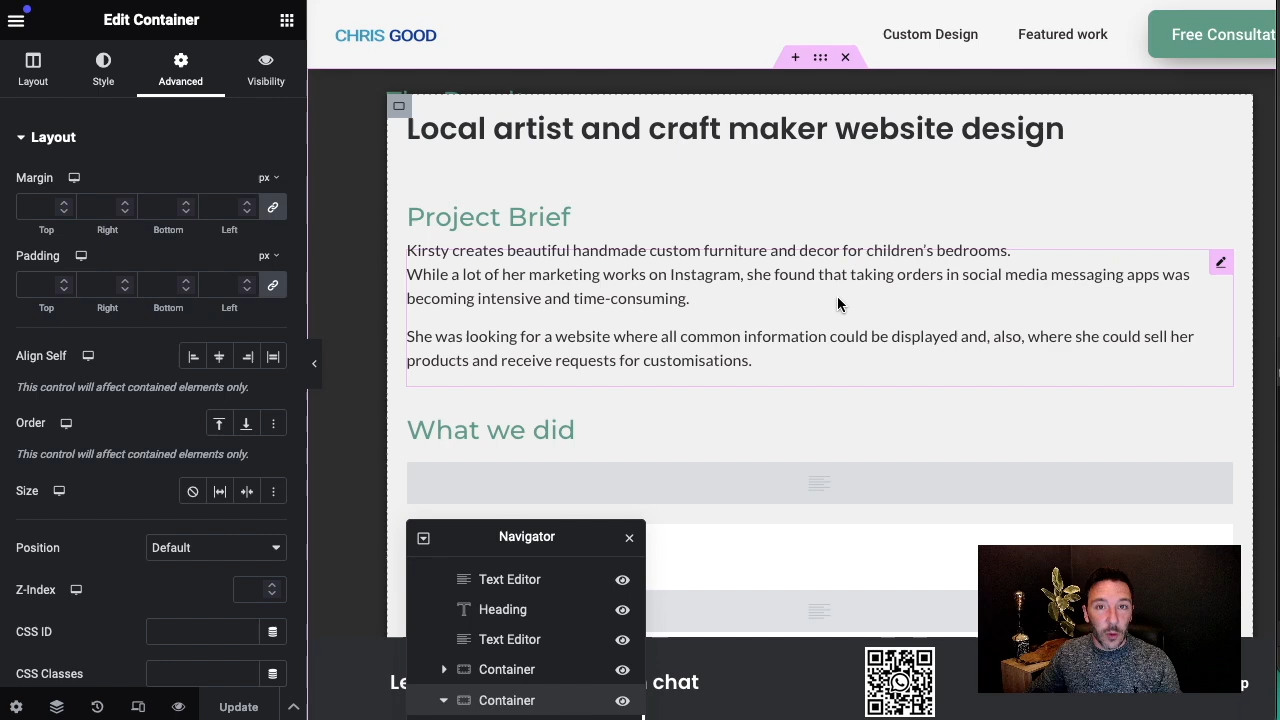 Edit Container
Layout
Style
Advanced
Visibility
Layout
Margin
px
Top
Right
Bottom
Left
Padding
px
Top
Right
Bottom
Left
Align Self
This control will affect contained elements only.
Order
This control will affect contained elements only.
Size
Position
Default
Z-Index
CSS ID
CSS Classes
Update
CHRIS GOOD
Custom Design
Featured work
Free Consultat
Local artist and craft maker website design
Project Brief
Kirsty creates beautiful handmade custom furniture and decor for children's bedrooms.
While a lot of her marketing works on Instagram, she found that taking orders in social media messaging apps was
becoming intensive and time-consuming.
She was looking for a website where all common information could be displayed and, also, where she could sell her
products and receive requests for customisations.
What we did
Navigator
Text Editor
Heading
Text Editor
Container
Container
Le
chat
p